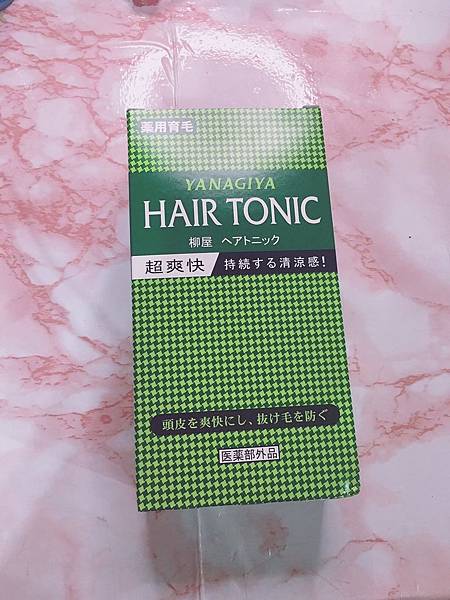 薬用育毛
YANAGIYA
HAIR TONIC
柳屋 ヘアトニック
超爽快 持続する清涼感!
頭皮を爽快にし、抜け毛を防ぐ
医薬部外品